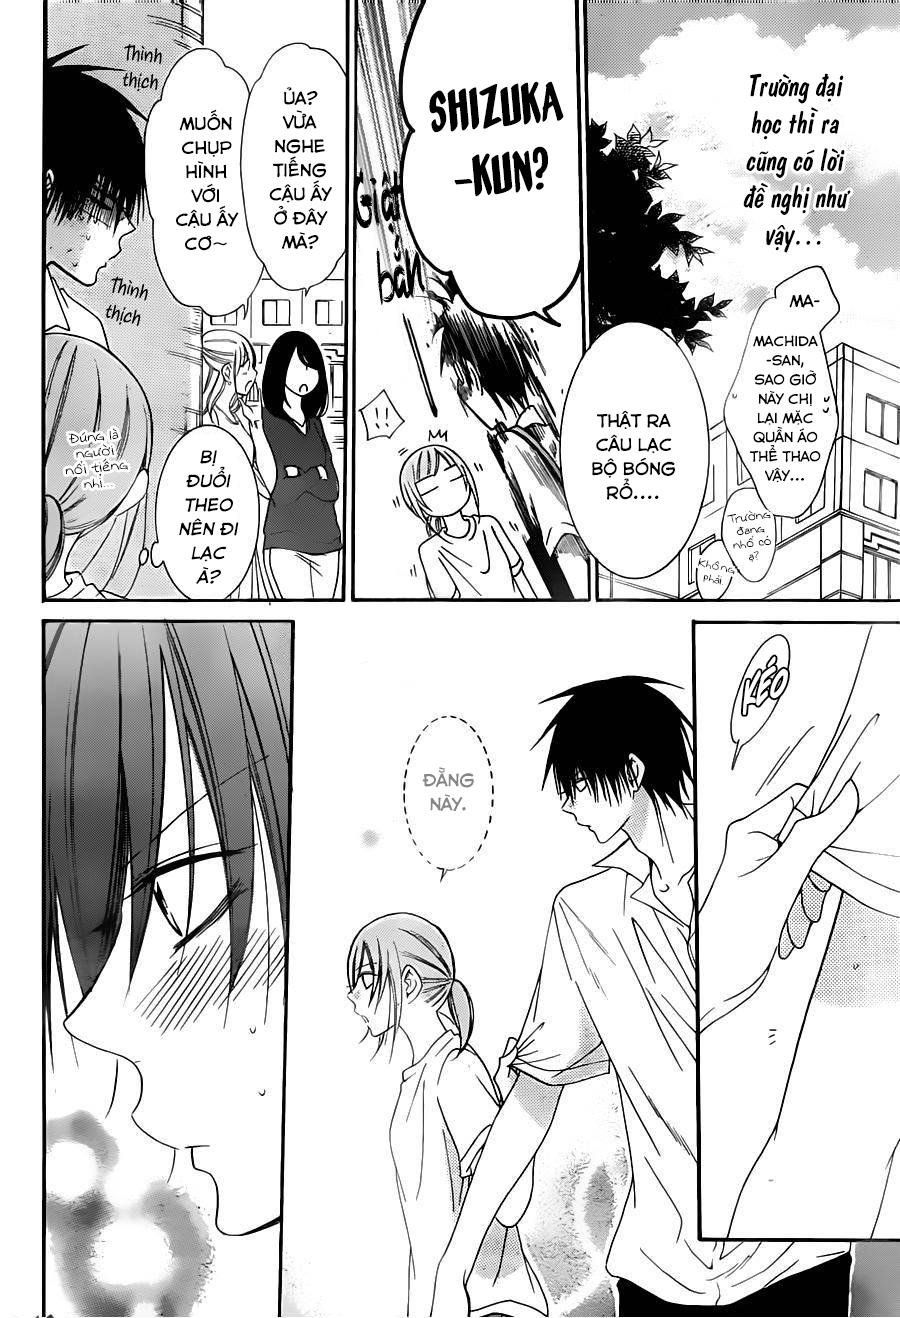 Trường đại
học thì ra
cũng có lời
đề nghị như
vậy...
MA-
MACHIDA
-SAN,
SAO GIỜ
NÀY CHỊ
LẠI MẶC
QUẦN ÁO
THỂ THAO
VẬY...
Trường
đang
nhổ cỏ
ạ?
Không
phải
THẬT RA
CÂU LẠC
BỘ BÓNG
RỔ....
SHIZUKA
-KUN?
Giật
bắn
!!!
ỦA?
VỪA
NGHE
TIẾNG
CẬU ẤY
Ở ĐÂY
MÀ?
MUỐN
CHỤP
HÌNH
VỚI
CẬU ẤY
CƠ~
Thình
thịch
Thình
thịch
BỊ
ĐUỔI
THEO
NÊN ĐI
LẠC
À?
Đúng là
người
nổi tiếng
nhỉ...
KÉO
ĐẰNG
NÀY.